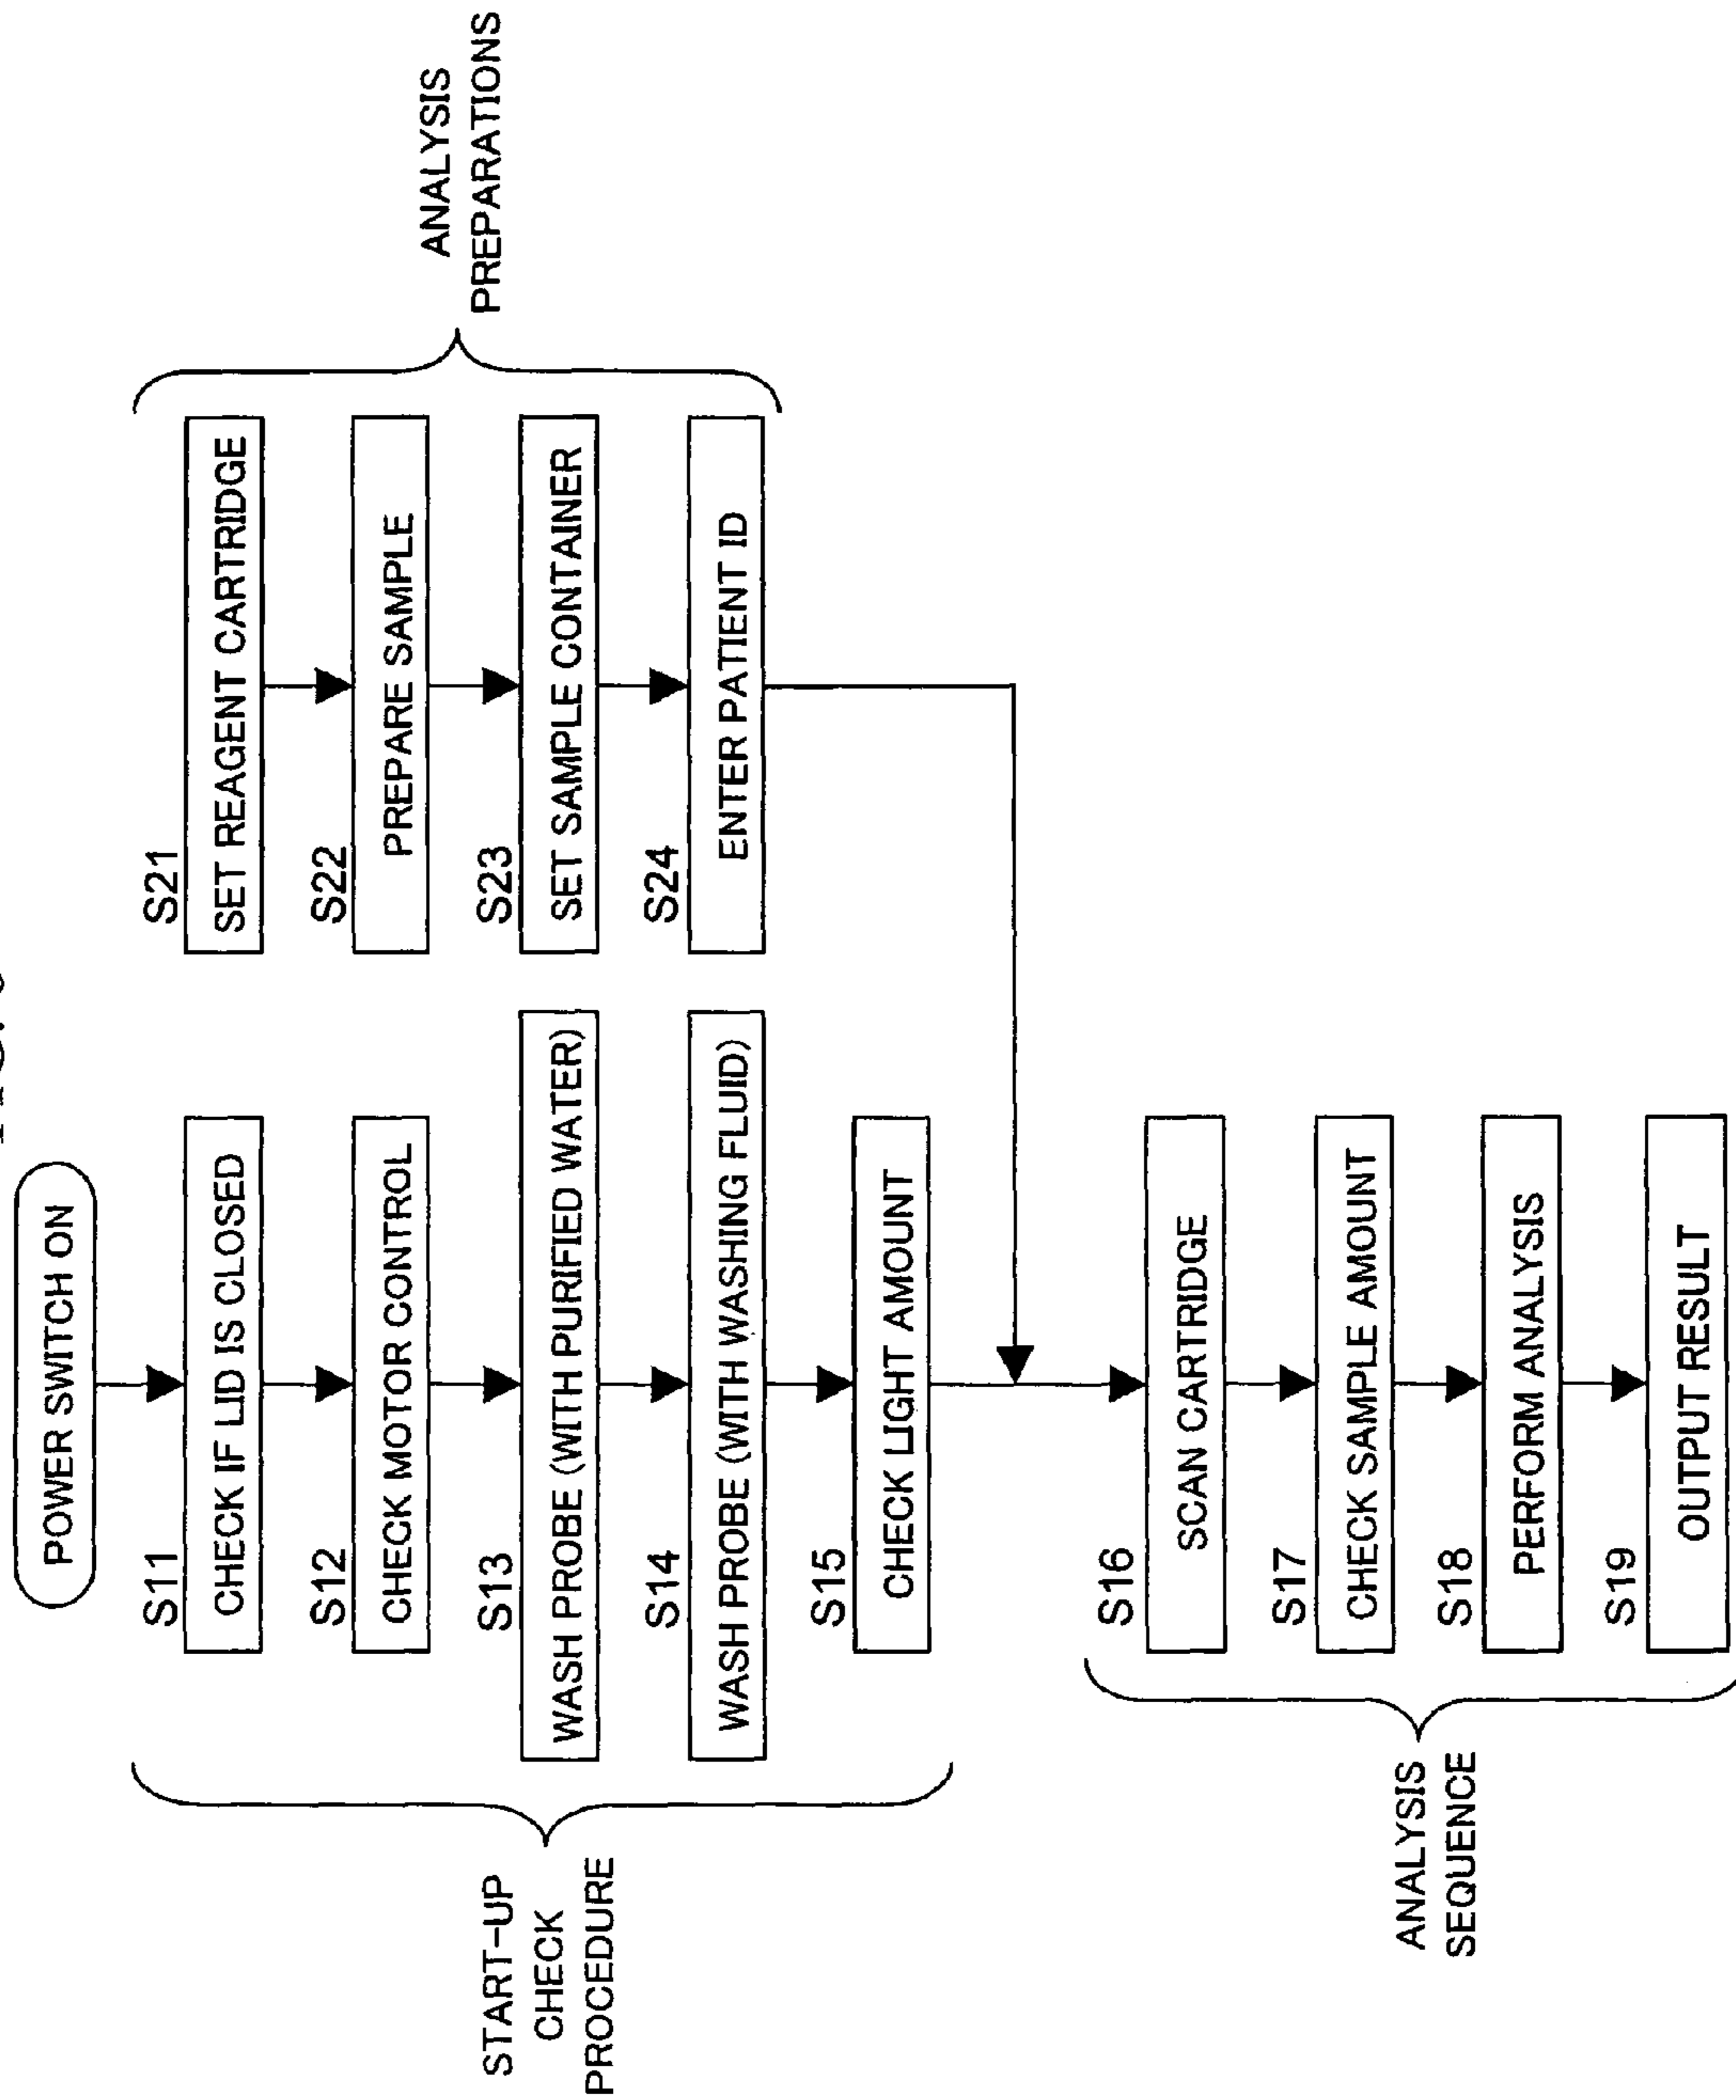 POWER SWITCH ON
START-UP
CHECK
PROCEDURE
S11
CHECK IF LID IS CLOSED
S12
CHECK MOTOR CONTROL
S13
WASH PROBE (WITH PURIFIED WATER)
S14
WASH PROBE (WITH WASHING FLUID)
S15
CHECK LIGHT AMOUNT
S21
SET REAGENT CARTRIDGE
S22
PREPARE SAMPLE
S23
SET SAMPLE CONTAINER
S24
ENTER PATIENT ID
ANALYSIS
PREPARATIONS
ANALYSIS
SEQUENCE
S16
SCAN CARTRIDGE
S17
CHECK SAMPLE AMOUNT
S18
PERFORM ANALYSIS
S19
OUTPUT RESULT